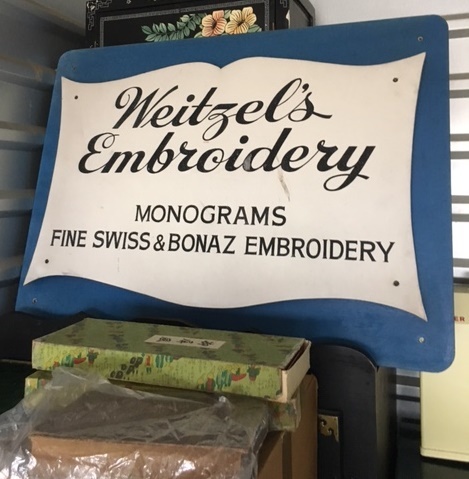 Weitzel's
Embroidery
MONOGRAMS
FINE SWISS & BONAZ EMBROIDERY